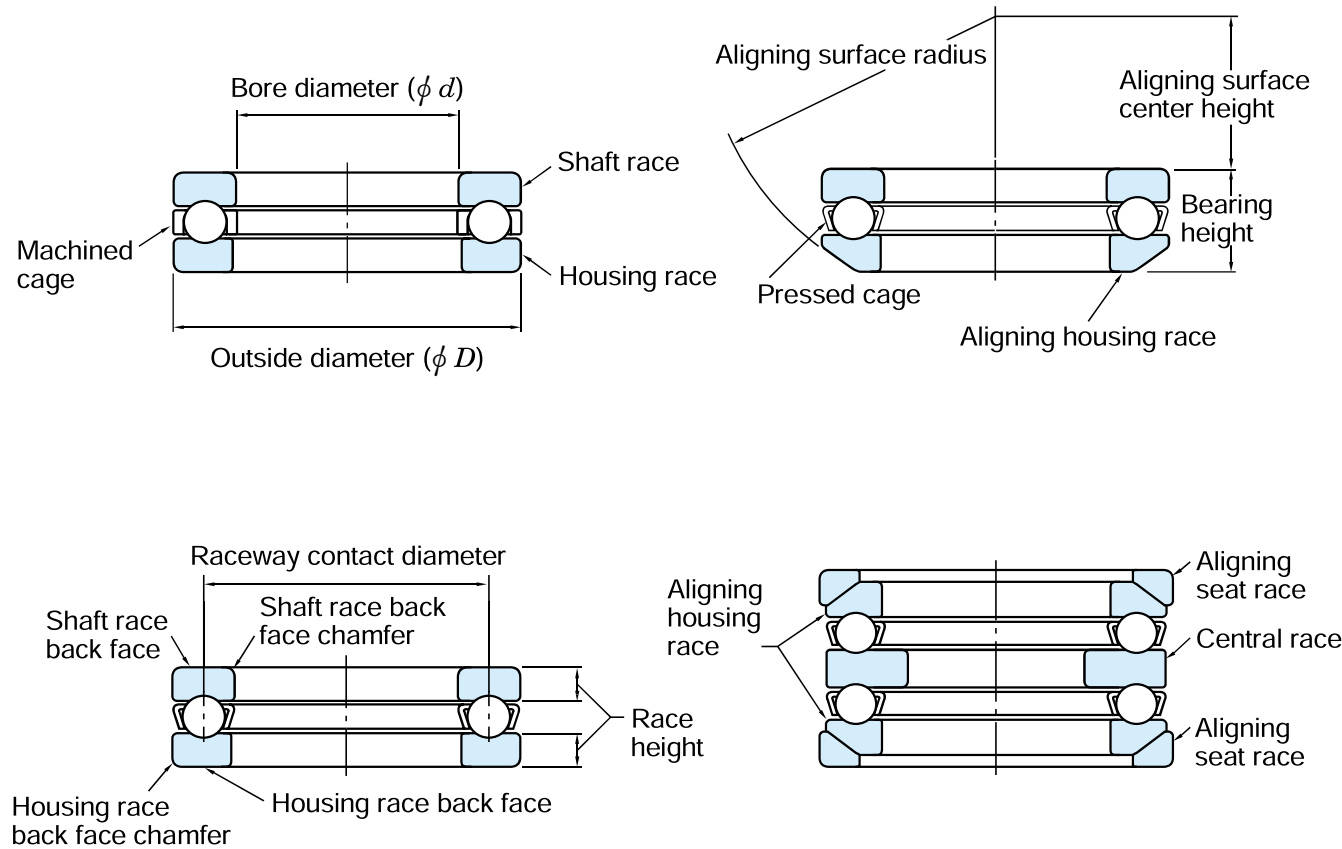 Bore diameter (ϕ d)
Shaft race
Machined
cage
Housing race
Outside diameter (ϕ D)
Aligning surface radius
Aligning surface
center height
Bearing
height
Pressed cage
Aligning housing race
Raceway contact diameter
Shaft race
back face
Shaft race back
face chamfer
Race
height
Housing race
back face chamfer
Housing race back face
Aligning
housing
race
Aligning
seat race
Central race
Aligning
seat race